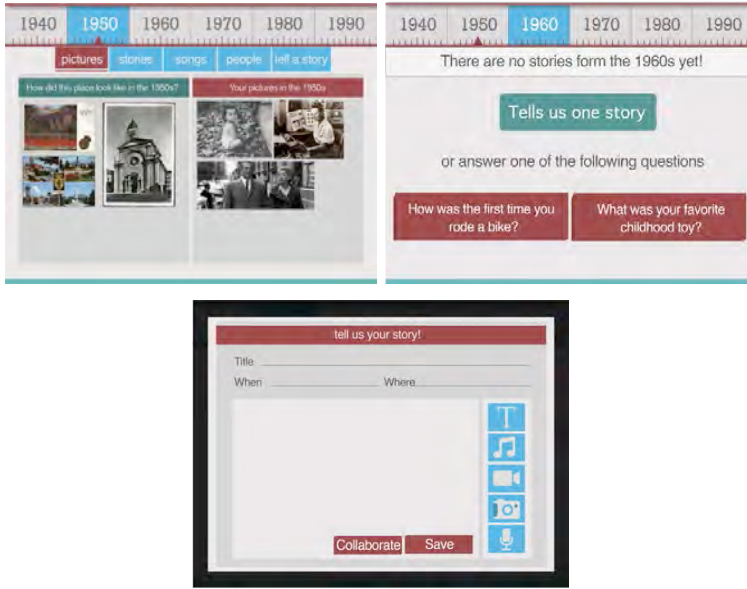 1940 1950 1960 1970 1980 1990
pictures stories songs people tell a story
How did this place look like in the 1950s?
Your pictures in the 1950s
1940 1950 1960 1970 1980 1990
There are no stories form the 1960s yet!
Tells us one story
or answer one of the following questions
How was the first time you
rode a bike?
What was your favorite
childhood toy?
tell us your story!
Title
When Where
T
Collaborate Save